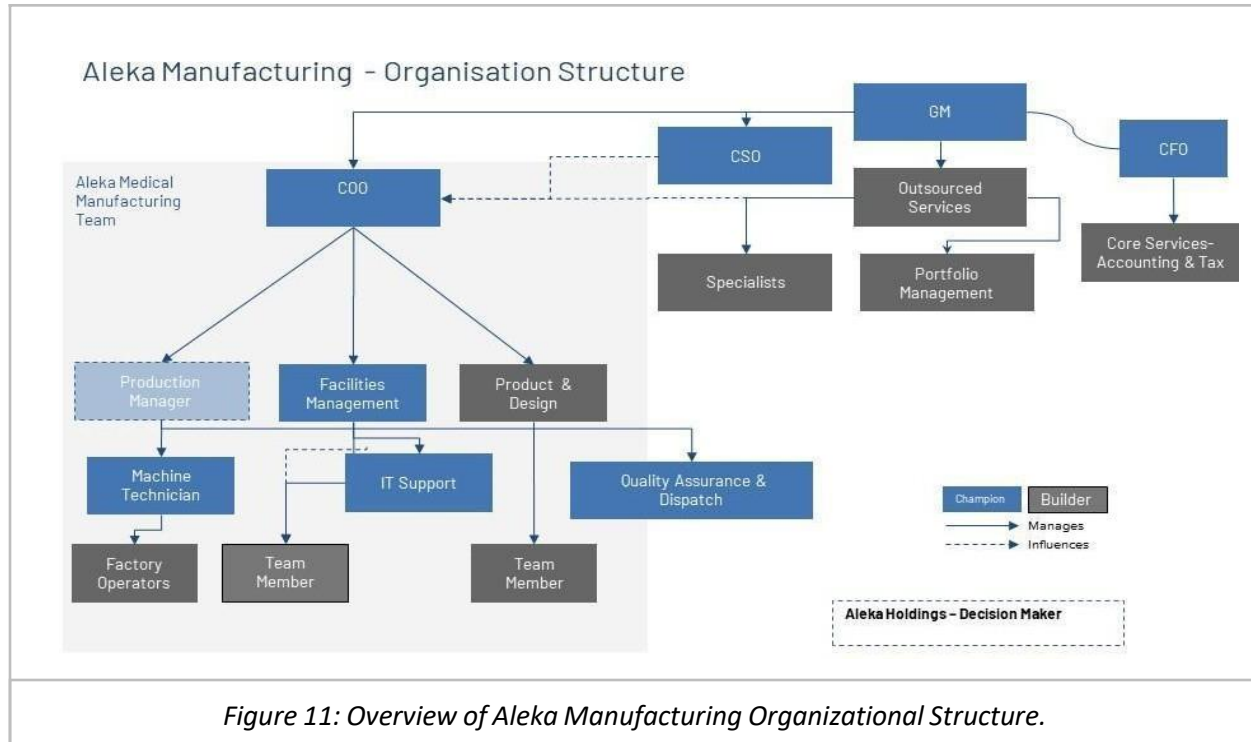 Aleka Manufacturing - Organisation Structure
GM
CSO
CFO
Aleka Medical
Manufacturing
Team
COO
Outsourced
Services
Core Services-
Accounting & Tax
Specialists
Portfolio
Management
Production
Manager
Facilities
Management
Product &
Design
Machine
Technician
IT Support
Quality Assurance &
Dispatch
Champion
Builder
Manages
Influences
Factory
Operators
Team
Member
Team
Member
Aleka Holdings – Decision Maker
Figure 11: Overview of Aleka Manufacturing Organizational Structure.